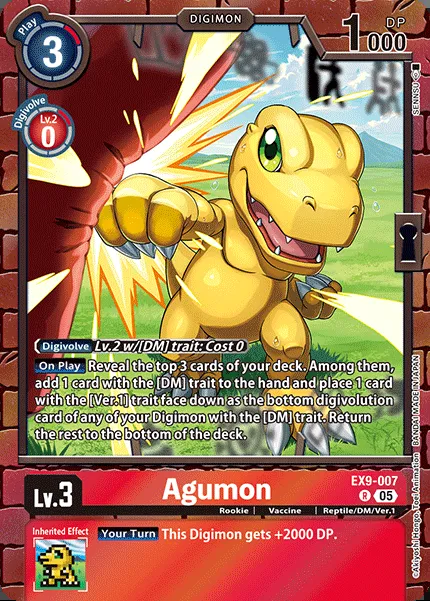 Play
3
DIGIMON
DP
1000
Digivolve
Lv.2
0
SENNSU
Digivolve Lv.2 w/[DM] trait: Cost 0
On Play Reveal the top 3 cards of your deck. Among them,
add 1 card with the [DM] trait to the hand and place 1 card
with the [Ver.1] trait face down as the bottom digivolution
card of any of your Digimon with the [DM] trait. Return
the rest to the bottom of the deck.
©Akiyoshi Hongo, Toei Animation BANDAI MADE IN JAPAN
Lv.3
Agumon
EX9-007
R 05
Rookie | Vaccine | Reptile/DM/Ver.1
Inherited Effect
Your Turn This Digimon gets +2000 DP.